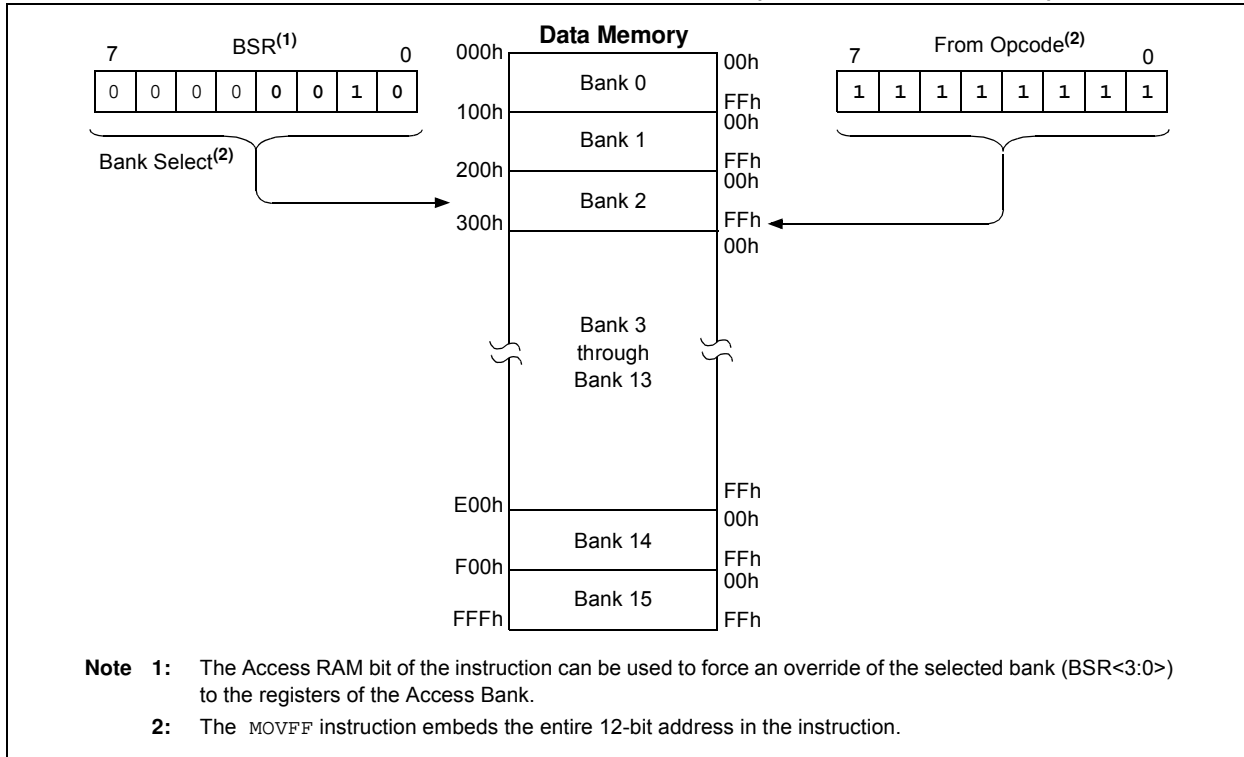 Data Memory
7 BSR(1) 0
0 0 0 0 0 0 1 0
Bank Select(2)
7 From Opcode(2) 0
1 1 1 1 1 1 1 1
000h Bank 0 00h
FFh
100h Bank 1 00h
FFh
200h Bank 2 00h
300h FFh
00h
Bank 3
through
Bank 13
FFh
E00h Bank 14 00h
FFh
F00h Bank 15 00h
FFFh FFh
Note 1: The Access RAM bit of the instruction can be used to force an override of the selected bank (BSR<3:0>)
to the registers of the Access Bank.
2: The MOVFF instruction embeds the entire 12-bit address in the instruction.